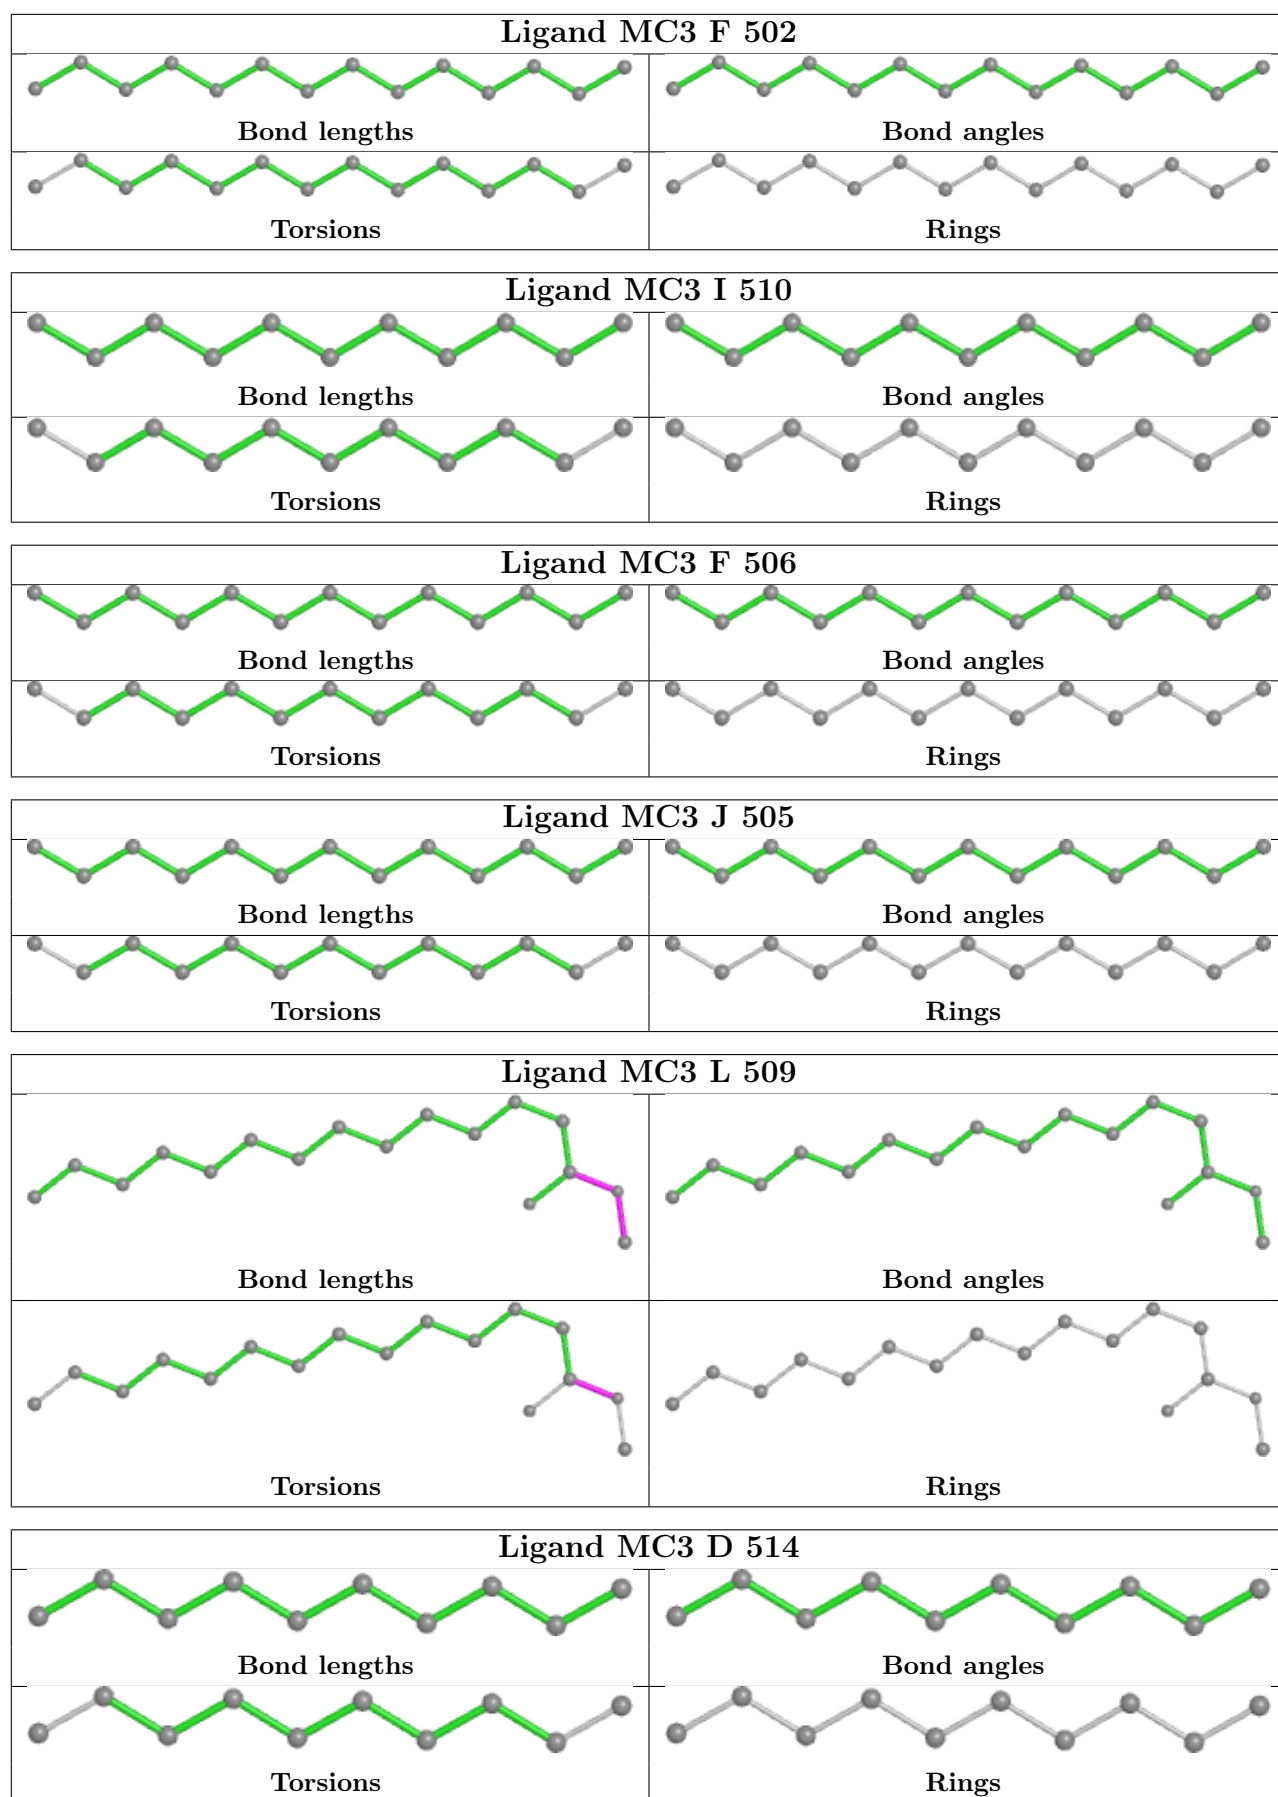 Ligand MC3 F 502
Bond lengths Bond angles
Torsions Rings
Ligand MC3 I 510
Bond lengths Bond angles
Torsions Rings
Ligand MC3 F 506
Bond lengths Bond angles
Torsions Rings
Ligand MC3 J 505
Bond lengths Bond angles
Torsions Rings
Ligand MC3 L 509
Bond lengths Bond angles
Torsions Rings
Ligand MC3 D 514
Bond lengths Bond angles
Torsions Rings